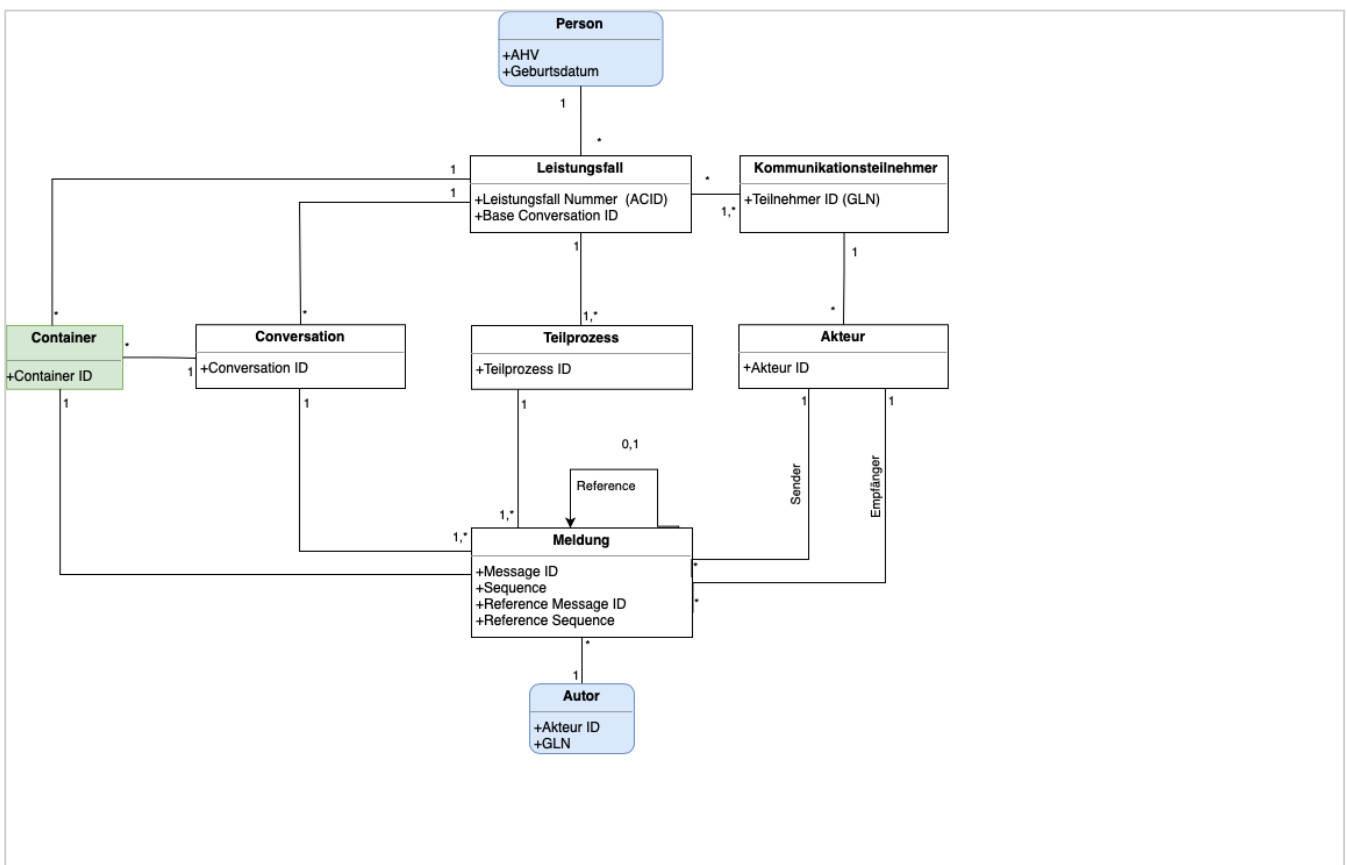 Person
+AHV
+Geburtsdatum
1
*
1
1
Leistungsfall
+Leistungsfall Nummer (ACID)
+Base Conversation ID
*
1,*
Kommunikationsteilnehmer
+Teilnehmer ID (GLN)
1
1
*
*
1,*
*
Container
+Container ID
*
1
Conversation
+Conversation ID
Teilprozess
+Teilprozess ID
Akteur
+Akteur ID
1
1
1
1
1
0,1
Reference
Sender
Empfänger
1,*
1,*
Meldung
+Message ID
+Sequence
+Reference Message ID
+Reference Sequence
*
*
*
1
Autor
+Akteur ID
+GLN